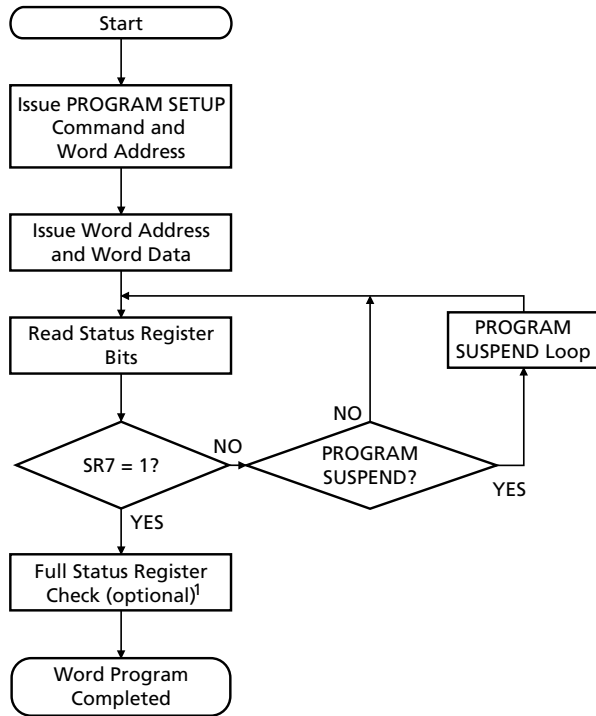 Start
Issue PROGRAM SETUP
Command and
Word Address
Issue Word Address
and Word Data
Read Status Register
Bits
PROGRAM
SUSPEND Loop
SR7 = 1?
NO
PROGRAM
SUSPEND?
NO
YES
YES
Full Status Register
Check (optional)1
Word Program
Completed